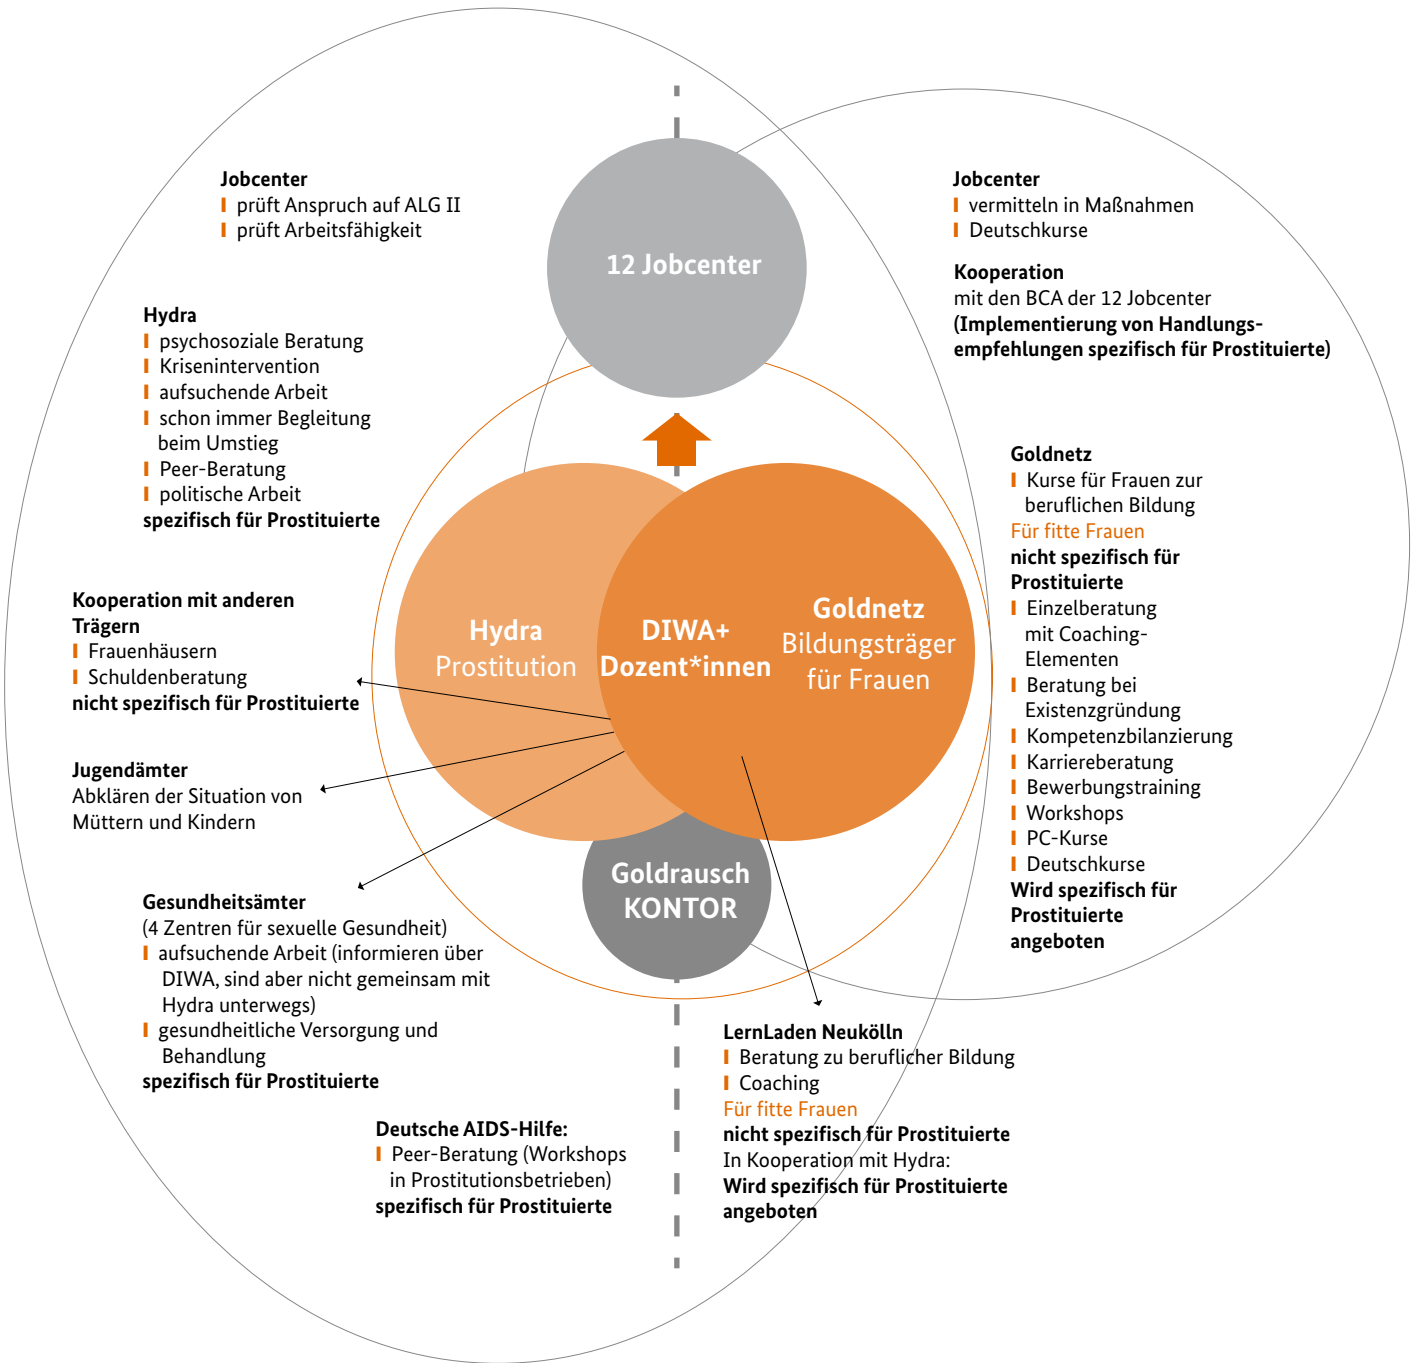 12 Jobcenter
Jobcenter
prüft Anspruch auf ALG II
prüft Arbeitsfähigkeit
Hydra
psychosoziale Beratung
Krisenintervention
aufsuchende Arbeit
schon immer Begleitung
beim Umstieg
Peer-Beratung
politische Arbeit
spezifisch für Prostituierte
Kooperation mit anderen
Trägern
Frauenhäusern
Schuldenberatung
nicht spezifisch für Prostituierte
Jugendämter
Abklären der Situation von
Müttern und Kindern
Gesundheitsämter
(4 Zentren für sexuelle Gesundheit)
aufsuchende Arbeit (informieren über
DIWA, sind aber nicht gemeinsam mit
Hydra unterwegs)
gesundheitliche Versorgung und
Behandlung
spezifisch für Prostituierte
Deutsche AIDS-Hilfe:
Peer-Beratung (Workshops
in Prostitutionsbetrieben)
spezifisch für Prostituierte
Hydra
Prostitution
DIWA+
Dozent*innen
Goldnetz
Bildungsträger
für Frauen
Goldrausch
KONTOR
Jobcenter
vermitteln in Maßnahmen
Deutschkurse
Kooperation
mit den BCA der 12 Jobcenter
(Implementierung von Handlungs-
empfehlungen spezifisch für Prostituierte)
Goldnetz
Kurse für Frauen zur
beruflichen Bildung
Für fitte Frauen
nicht spezifisch für
Prostituierte
Einzelberatung
mit Coaching-
Elementen
Beratung bei
Existenzgründung
Kompetenzbilanzierung
Karriereberatung
Bewerbungstraining
Workshops
PC-Kurse
Deutschkurse
Wird spezifisch für
Prostituierte
angeboten
LernLaden Neukölln
Beratung zu beruflicher Bildung
Coaching
Für fitte Frauen
nicht spezifisch für Prostituierte
In Kooperation mit Hydra:
Wird spezifisch für Prostituierte
angeboten